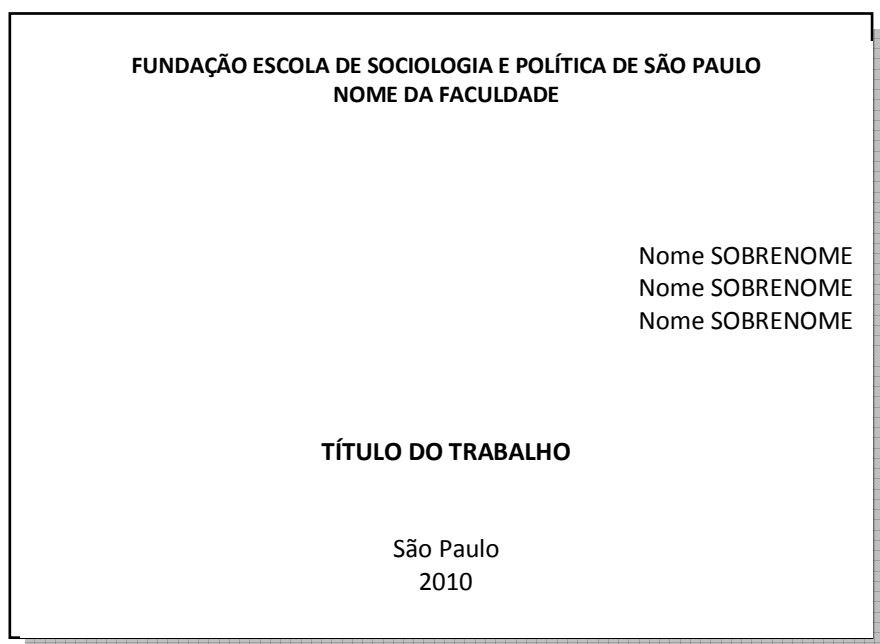 FUNDAÇÃO ESCOLA DE SOCIOLOGIA E POLÍTICA DE SÃO PAULO
NOME DA FACULDADE
Nome SOBRENOME
Nome SOBRENOME
Nome SOBRENOME
TÍTULO DO TRABALHO
São Paulo
2010